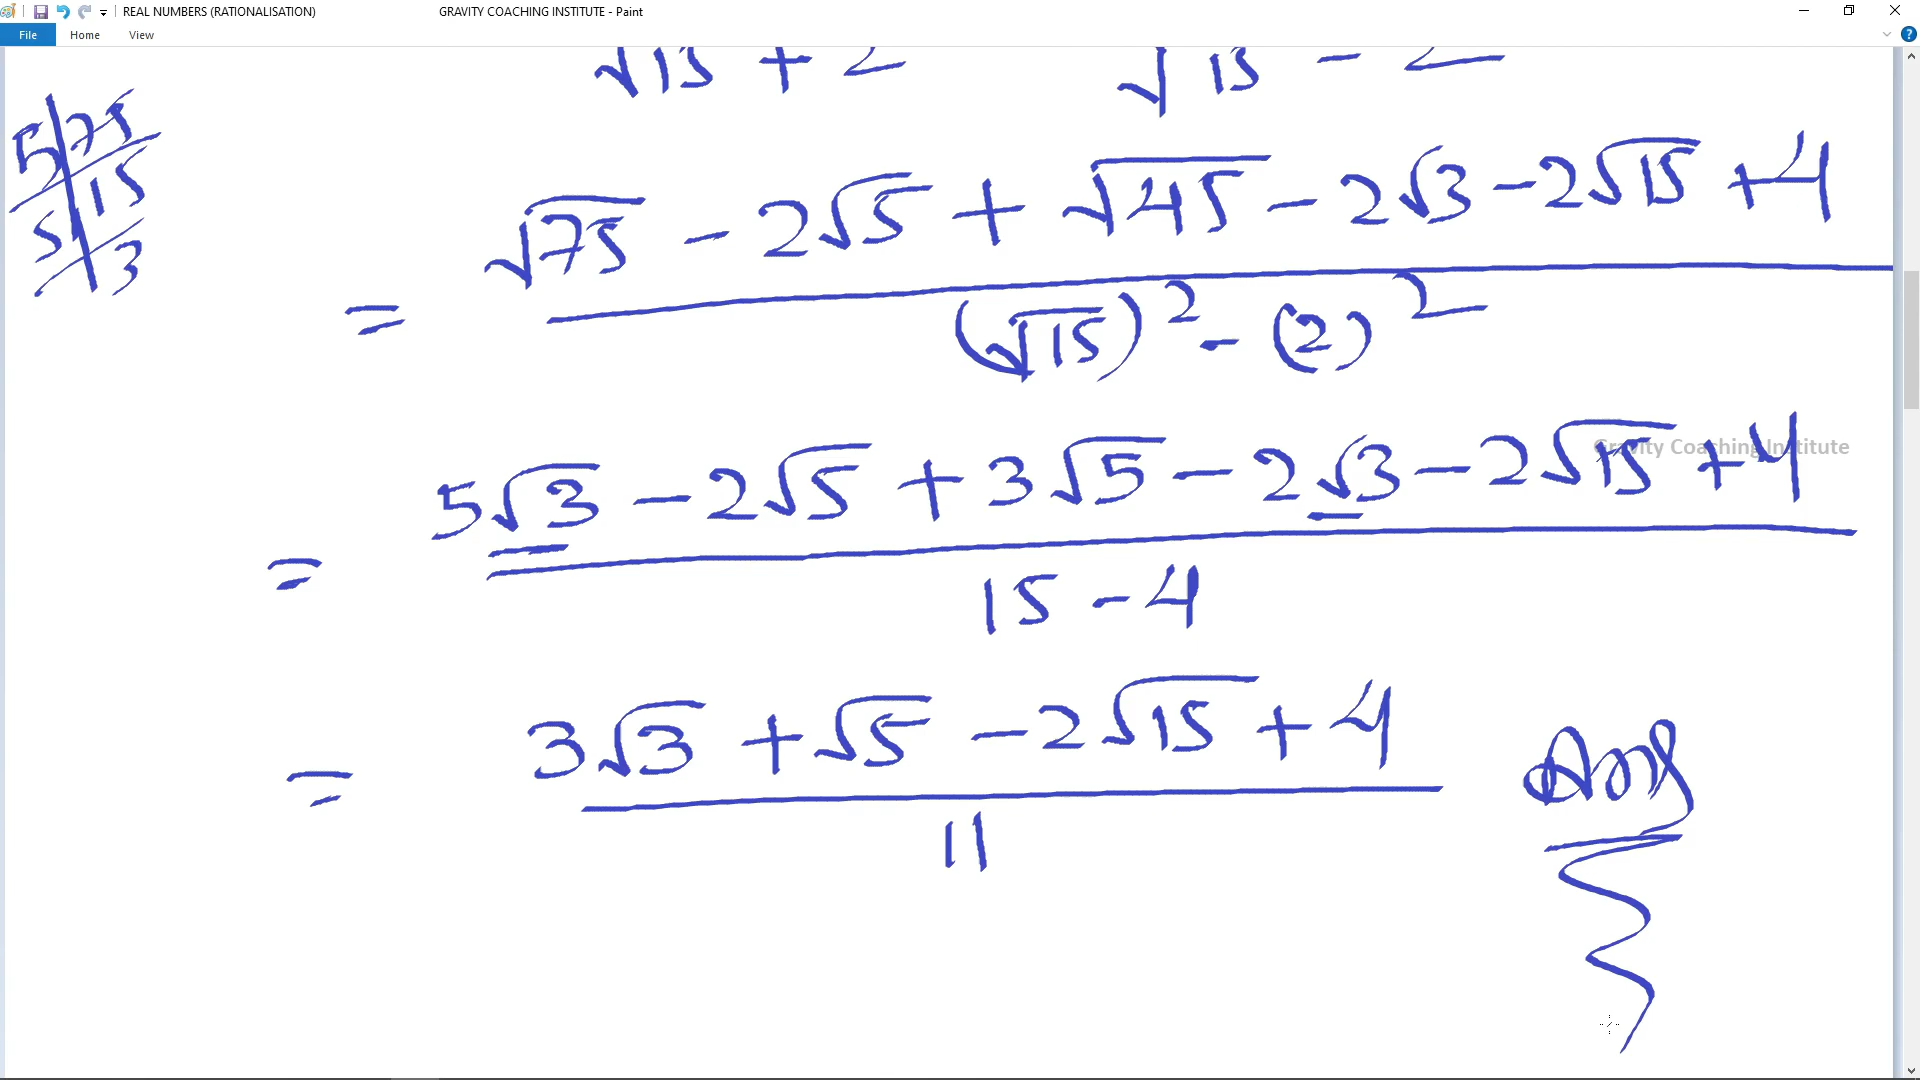 REAL NUMBERS (RATIONALISATION) GRAVITY COACHING INSTITUTE - Paint
File Home View
√15 + 2 √15 - 2
5 75
5 15
3
= √75 - 2√5 + √45 - 2√3 - 2√15 + 4
(√15)² - (2)²
Gravity Coaching Institute
= 5√3 - 2√5 + 3√5 - 2√3 - 2√15 + 4
15 - 4
= 3√3 + √5 - 2√15 + 4
11
Ans